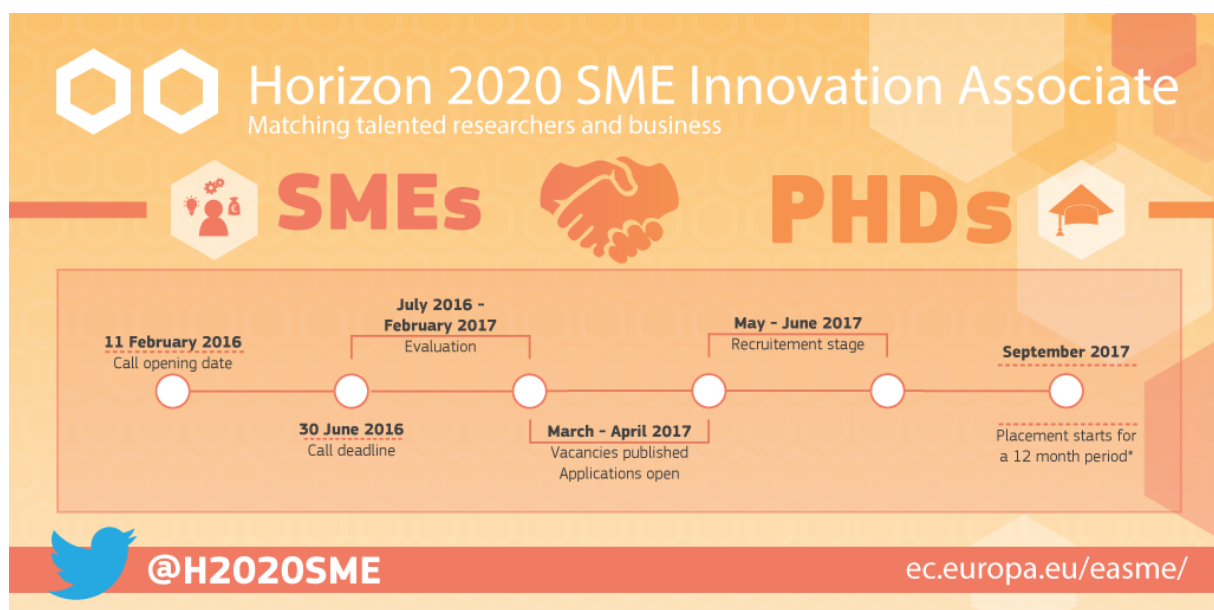 Horizon 2020 SME Innovation Associate
Matching talented researchers and business
SMEs
PHDs
11 February 2016
Call opening date
30 June 2016
Call deadline
July 2016 -
February 2017
Evaluation
March - April 2017
Vacancies published
Applications open
May - June 2017
Recruitement stage
September 2017
Placement starts for
a 12 month period*
@H2020SME
ec.europa.eu/easme/